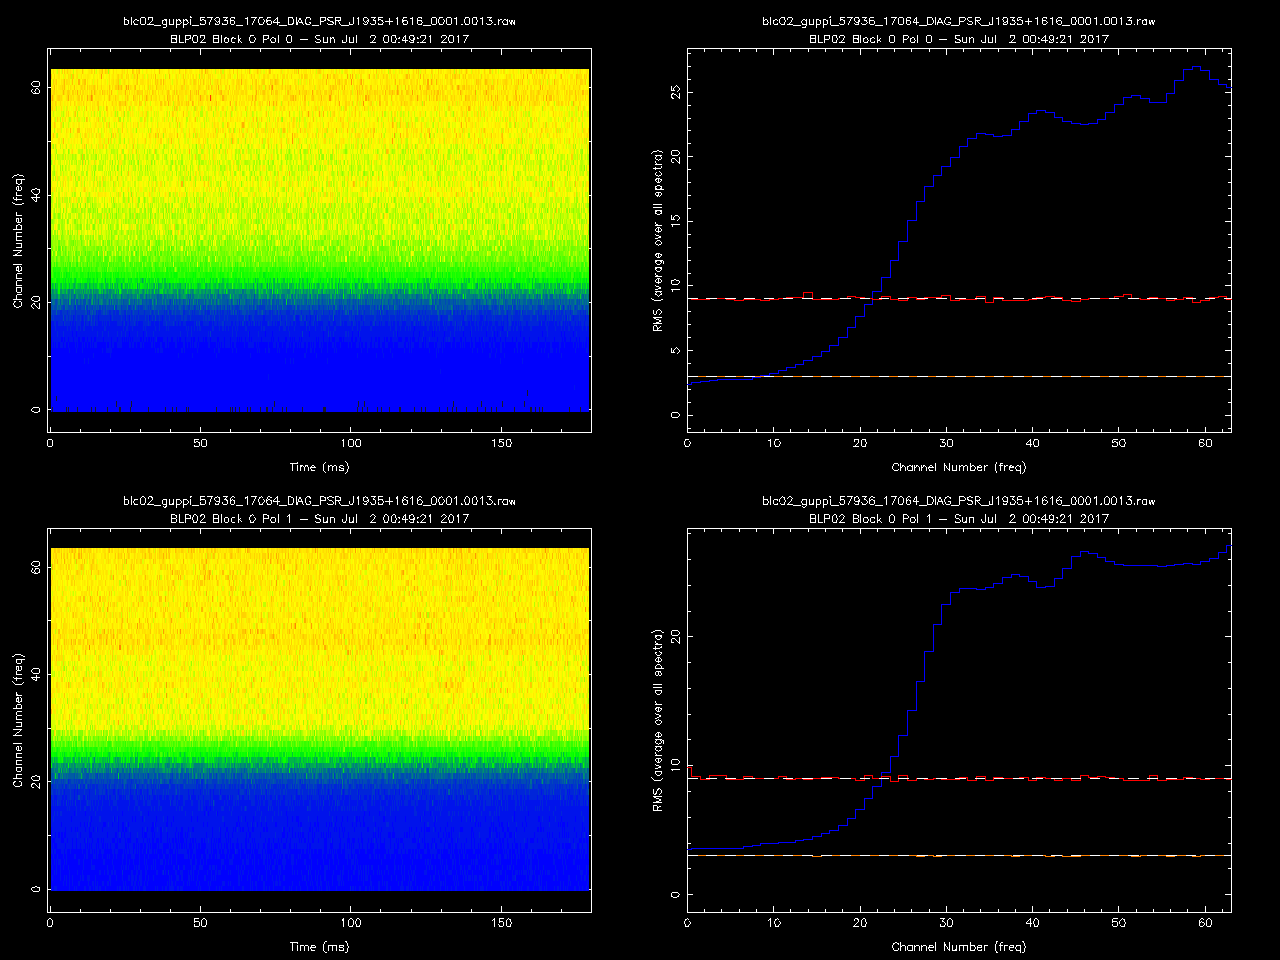 blc02_guppi_57936_17064_DIAG_PSR_J1935+1616_0001.0013.raw
BLP02 Block 0 Pol 0 – Sun Jul 2 00:49:21 2017
60
40
20
0
Channel Number (freq)
0 50 100 150
Time (ms)
blc02_guppi_57936_17064_DIAG_PSR_J1935+1616_0001.0013.raw
BLP02 Block 0 Pol 0 – Sun Jul 2 00:49:21 2017
25
20
15
10
5
0
RMS (average over all spectra)
0 10 20 30 40 50 60
Channel Number (freq)
blc02_guppi_57936_17064_DIAG_PSR_J1935+1616_0001.0013.raw
BLP02 Block 0 Pol 1 – Sun Jul 2 00:49:21 2017
60
40
20
0
Channel Number (freq)
0 50 100 150
Time (ms)
blc02_guppi_57936_17064_DIAG_PSR_J1935+1616_0001.0013.raw
BLP02 Block 0 Pol 1 – Sun Jul 2 00:49:21 2017
20
10
0
RMS (average over all spectra)
0 10 20 30 40 50 60
Channel Number (freq)